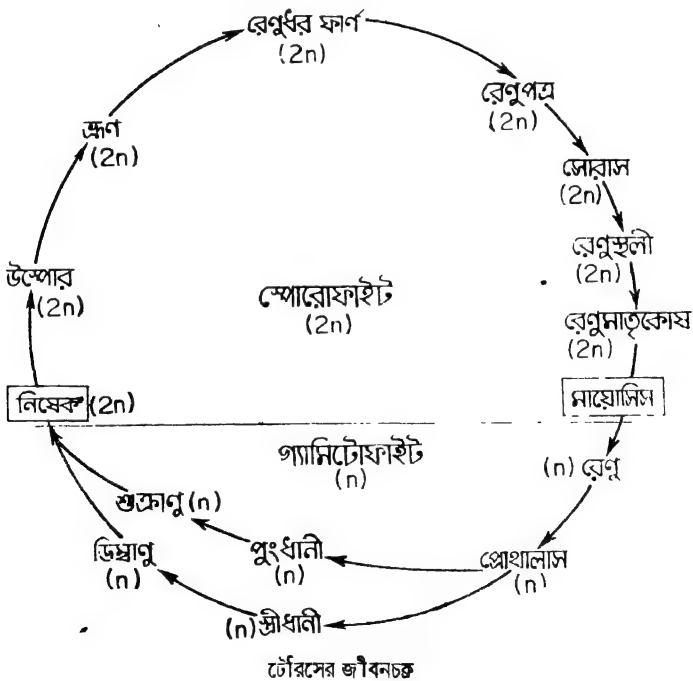 রেণুধর ফার্ণ
(2n)
রেণুপত্র
(2n)
ভ্রূণ
(2n)
সোরাস
(2n)
রেণুস্থলী
(2n)
উস্পোর
(2n)
স্পোরোফাইট
(2n)
রেণুমাতৃকোষ
(2n)
নিষেক (2n)
মায়োসিস
গ্যামিটোফাইট
(n)
(n) রেণু
শুক্রাণু (n)
ডিম্বাণু
(n)
পুংধানী
(n)
প্রোথালাস
(n)
(n) স্ত্রীধানী
টেরিসের জীবনচক্র